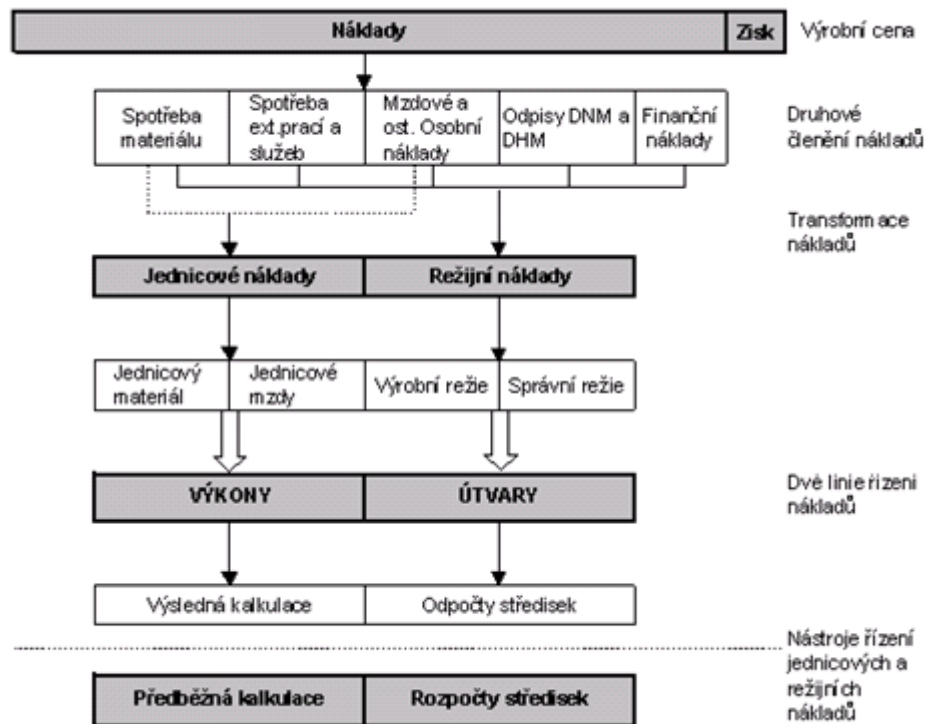 Náklady
Zisk
Výrobní cena
Spotřeba
materiálu
Spotřeba
ext.prací a
služeb
Mzdové a
ost. Osobní
náklady
Odpisy DNM a
DHM
Finanční
náklady
Druhové
členění nákladů
Transformace
nákladů
Jednicové náklady
Režijní náklady
Jednicový
materiál
Jednicové
mzdy
Výrobní režie
Správní režie
VÝKONY
ÚTVARY
Dvě linie řízení
nákladů
Výsledná kalkulace
Odpočty středisek
Nástroje řízení
jednicových a
režijních
nákladů
Předběžná kalkulace
Rozpočty středisek